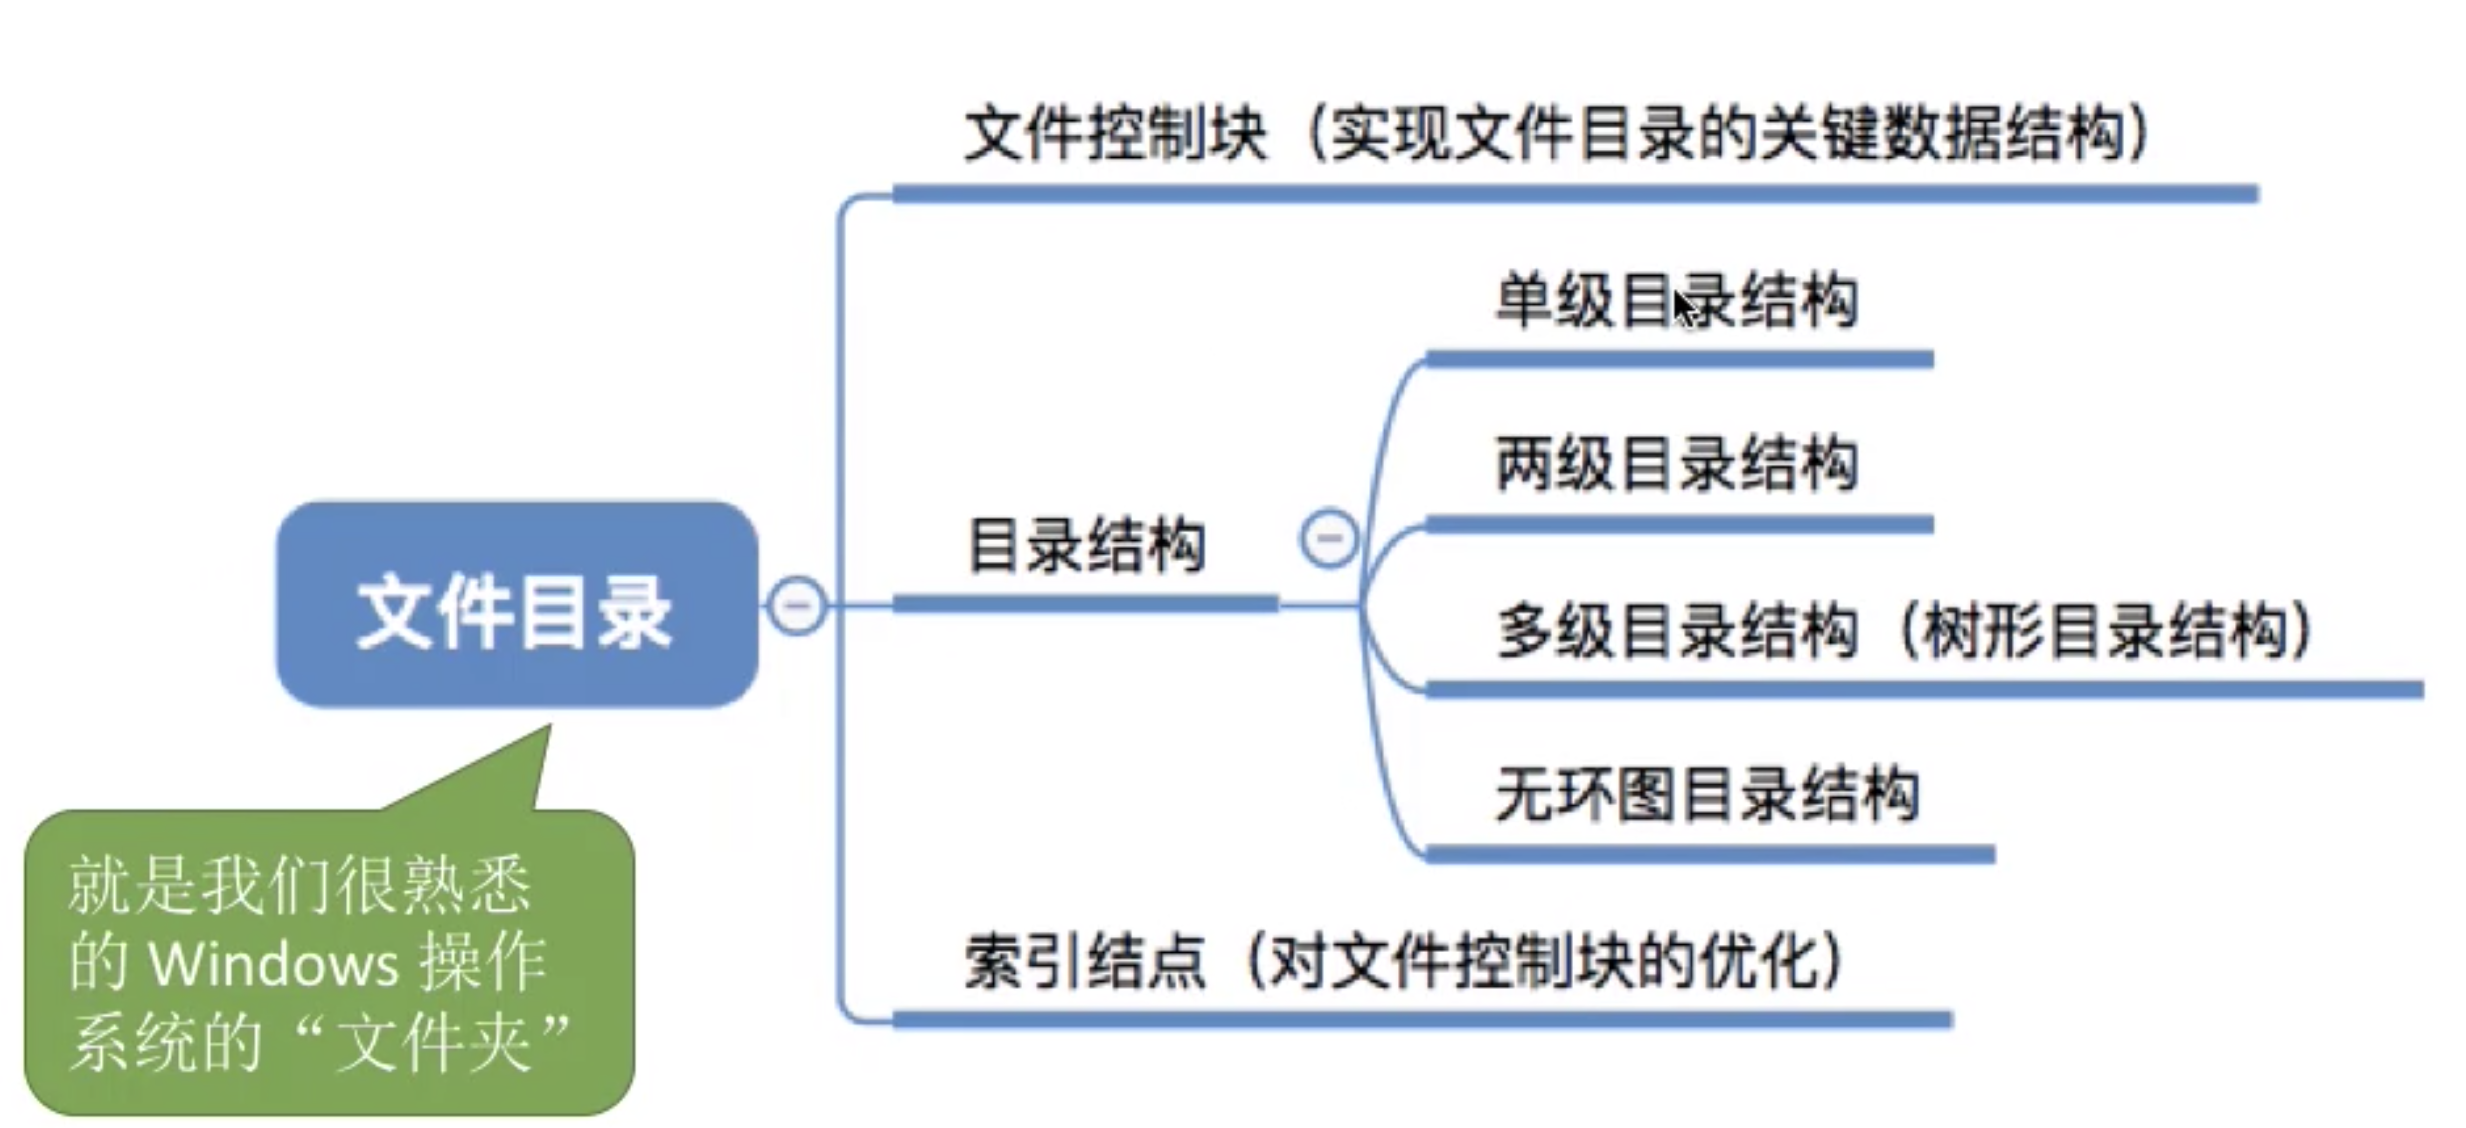 文件控制块（实现文件目录的关键数据结构）
单级目录结构
两级目录结构
目录结构
文件目录
多级目录结构（树形目录结构）
无环图目录结构
就是我们很熟悉
的 Windows 操作
系统的“文件夹”
索引结点（对文件控制块的优化）